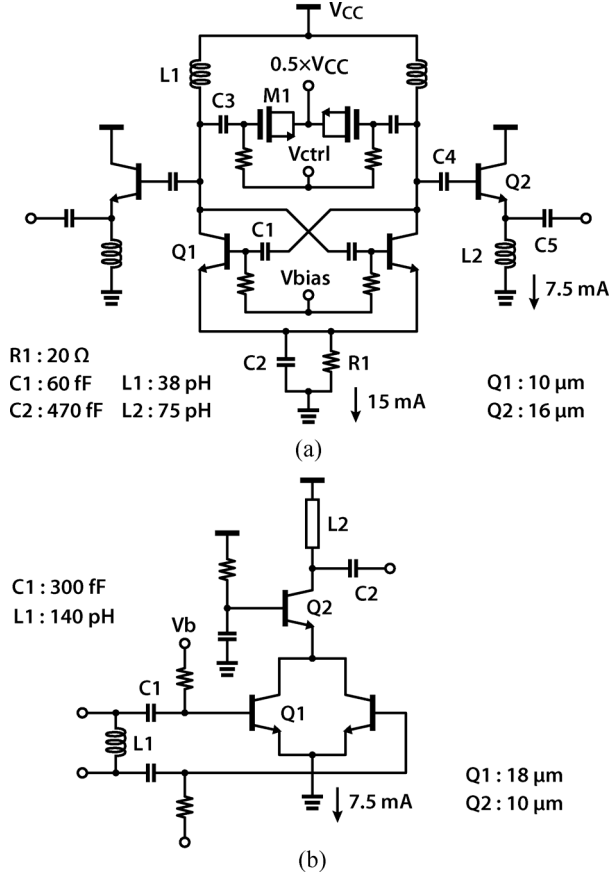 VCC
L1
0.5×VCC
C3
M1
Vctrl
C4
Q2
Q1
C1
C5
L2
Vbias
7.5 mA
R1 : 20 Ω
C1 : 60 fF L1 : 38 pH
C2 : 470 fF L2 : 75 pH
C2
R1
15 mA
Q1 : 10 μm
Q2 : 16 μm
(a)
L2
C1 : 300 fF
L1 : 140 pH
Q2
C2
Vb
C1
Q1
L1
7.5 mA
Q1 : 18 μm
Q2 : 10 μm
(b)